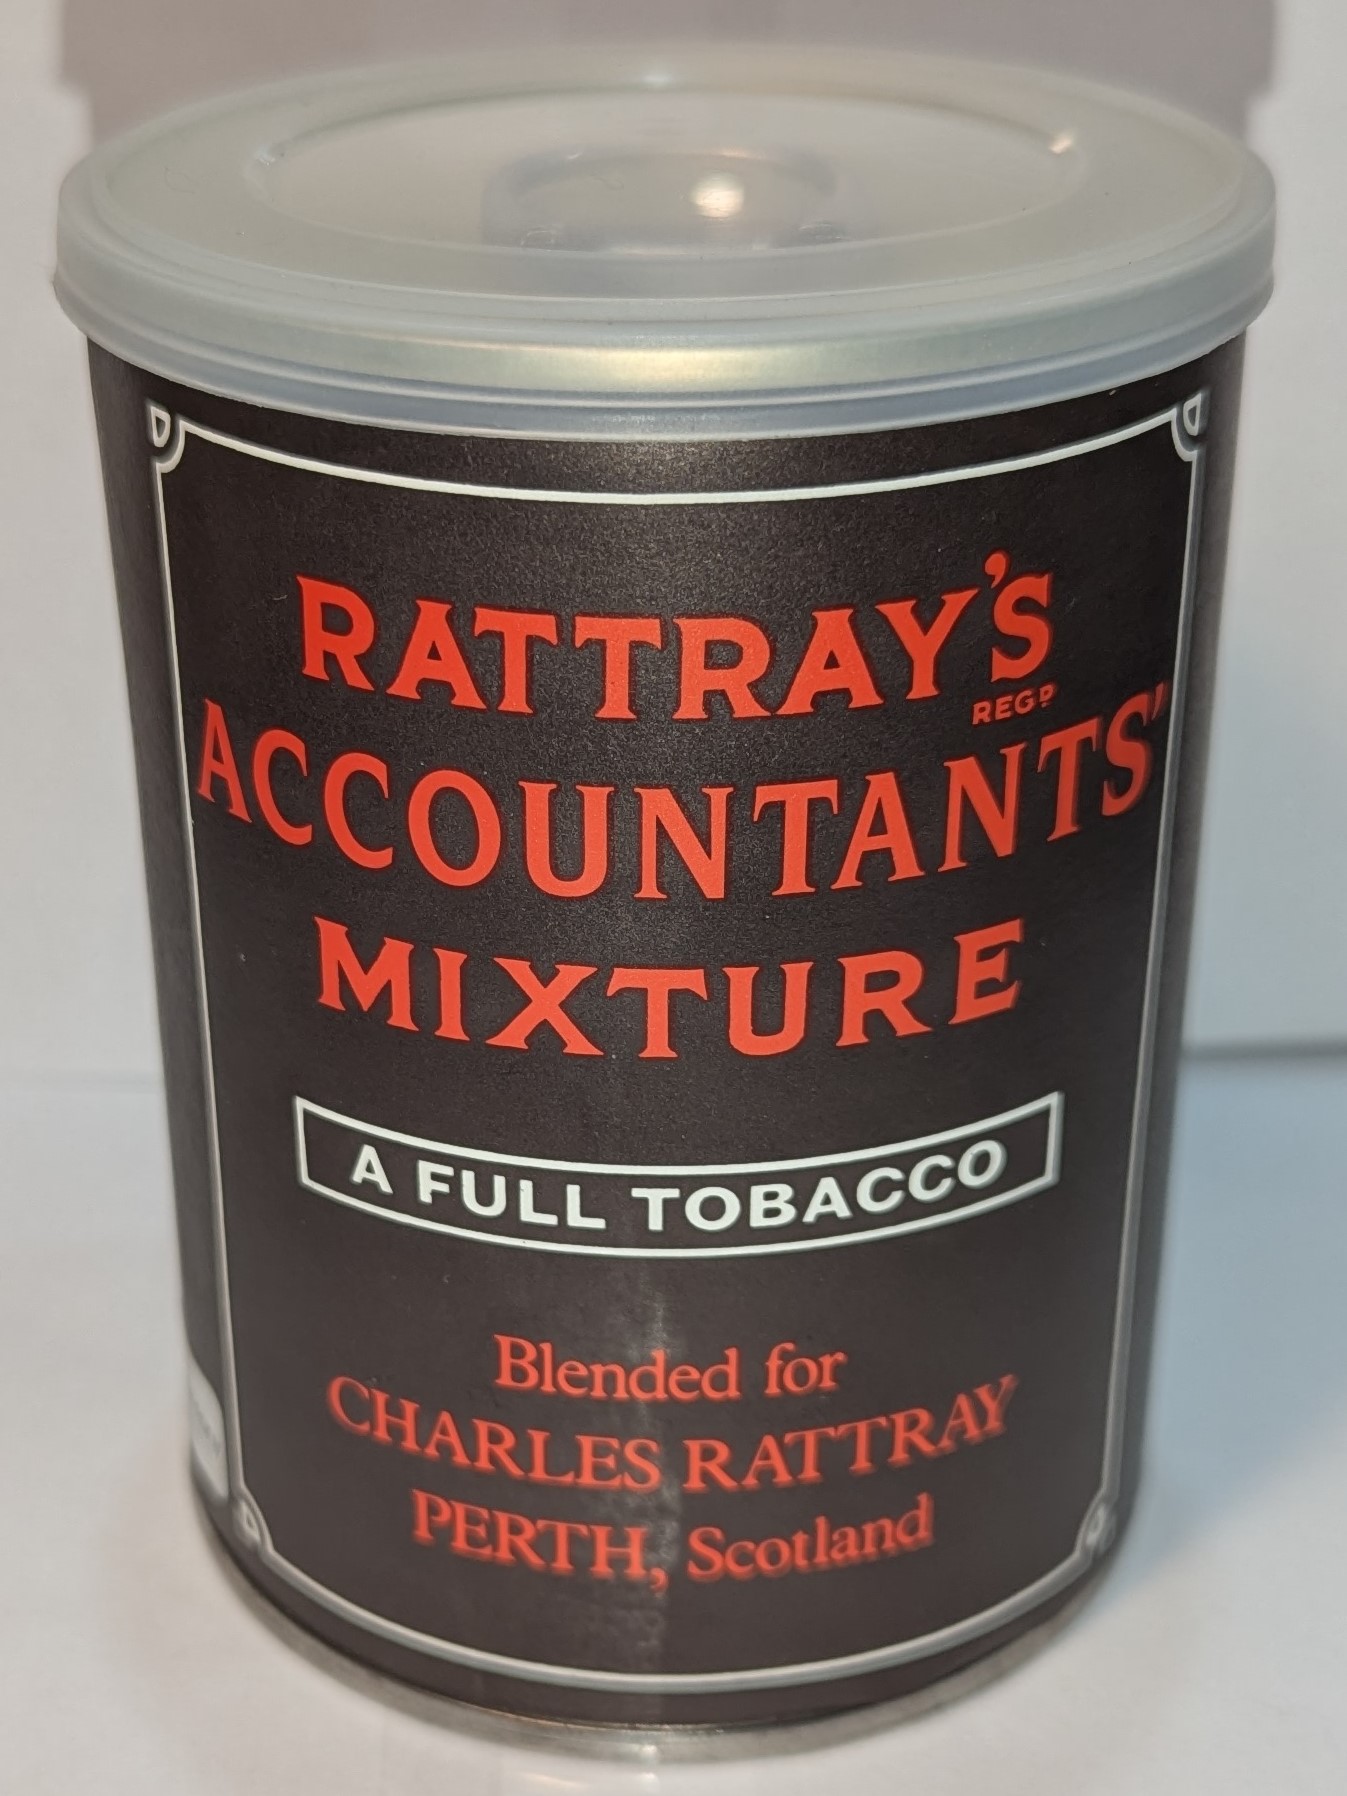 RATTRAY'S
REGD
ACCOUNTANTS'
MIXTURE
A FULL TOBACCO
Blended for
CHARLES RATTRAY
PERTH, Scotland